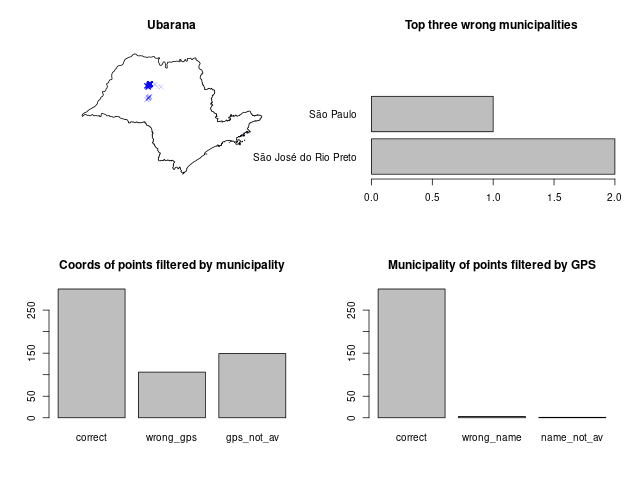 Ubarana
Top three wrong municipalities
São Paulo
São José do Rio Preto
0.0 0.5 1.0 1.5 2.0
Coords of points filtered by municipality
250
150
50
0
correct wrong_gps gps_not_av
Municipality of points filtered by GPS
250
150
50
0
correct wrong_name name_not_av